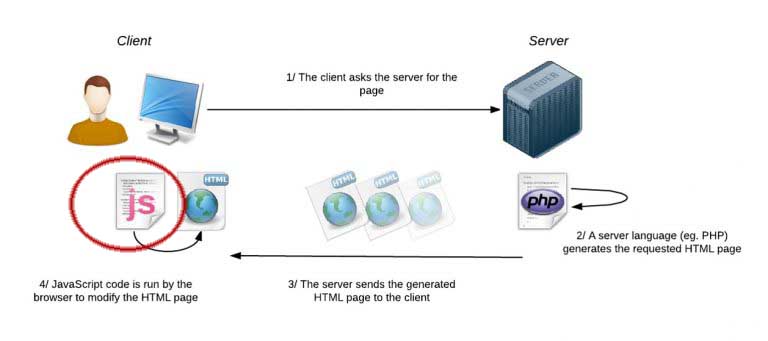 Client
Server
1/ The client asks the server for the
page
SERVER
js
HTML
HTML
HTML
HTML
php
2/ A server language (eg. PHP)
generates the requested HTML page
4/ JavaScript code is run by the
browser to modify the HTML page
3/ The server sends the generated
HTML page to the client